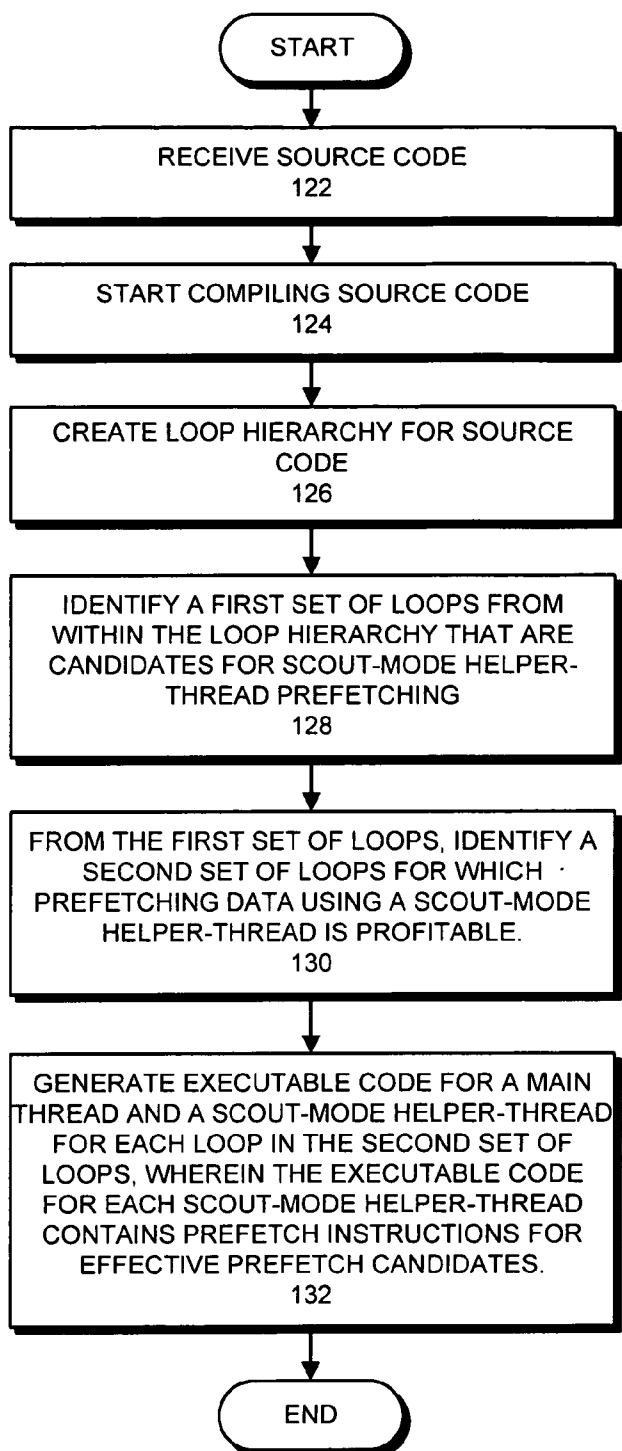 START
RECEIVE SOURCE CODE
122
START COMPILING SOURCE CODE
124
CREATE LOOP HIERARCHY FOR SOURCE
CODE
126
IDENTIFY A FIRST SET OF LOOPS FROM
WITHIN THE LOOP HIERARCHY THAT ARE
CANDIDATES FOR SCOUT-MODE HELPER-
THREAD PREFETCHING
128
FROM THE FIRST SET OF LOOPS, IDENTIFY A
SECOND SET OF LOOPS FOR WHICH
PREFETCHING DATA USING A SCOUT-MODE
HELPER-THREAD IS PROFITABLE.
130
GENERATE EXECUTABLE CODE FOR A MAIN
THREAD AND A SCOUT-MODE HELPER-THREAD
FOR EACH LOOP IN THE SECOND SET OF
LOOPS, WHEREIN THE EXECUTABLE CODE
FOR EACH SCOUT-MODE HELPER-THREAD
CONTAINS PREFETCH INSTRUCTIONS FOR
EFFECTIVE PREFETCH CANDIDATES.
132
END